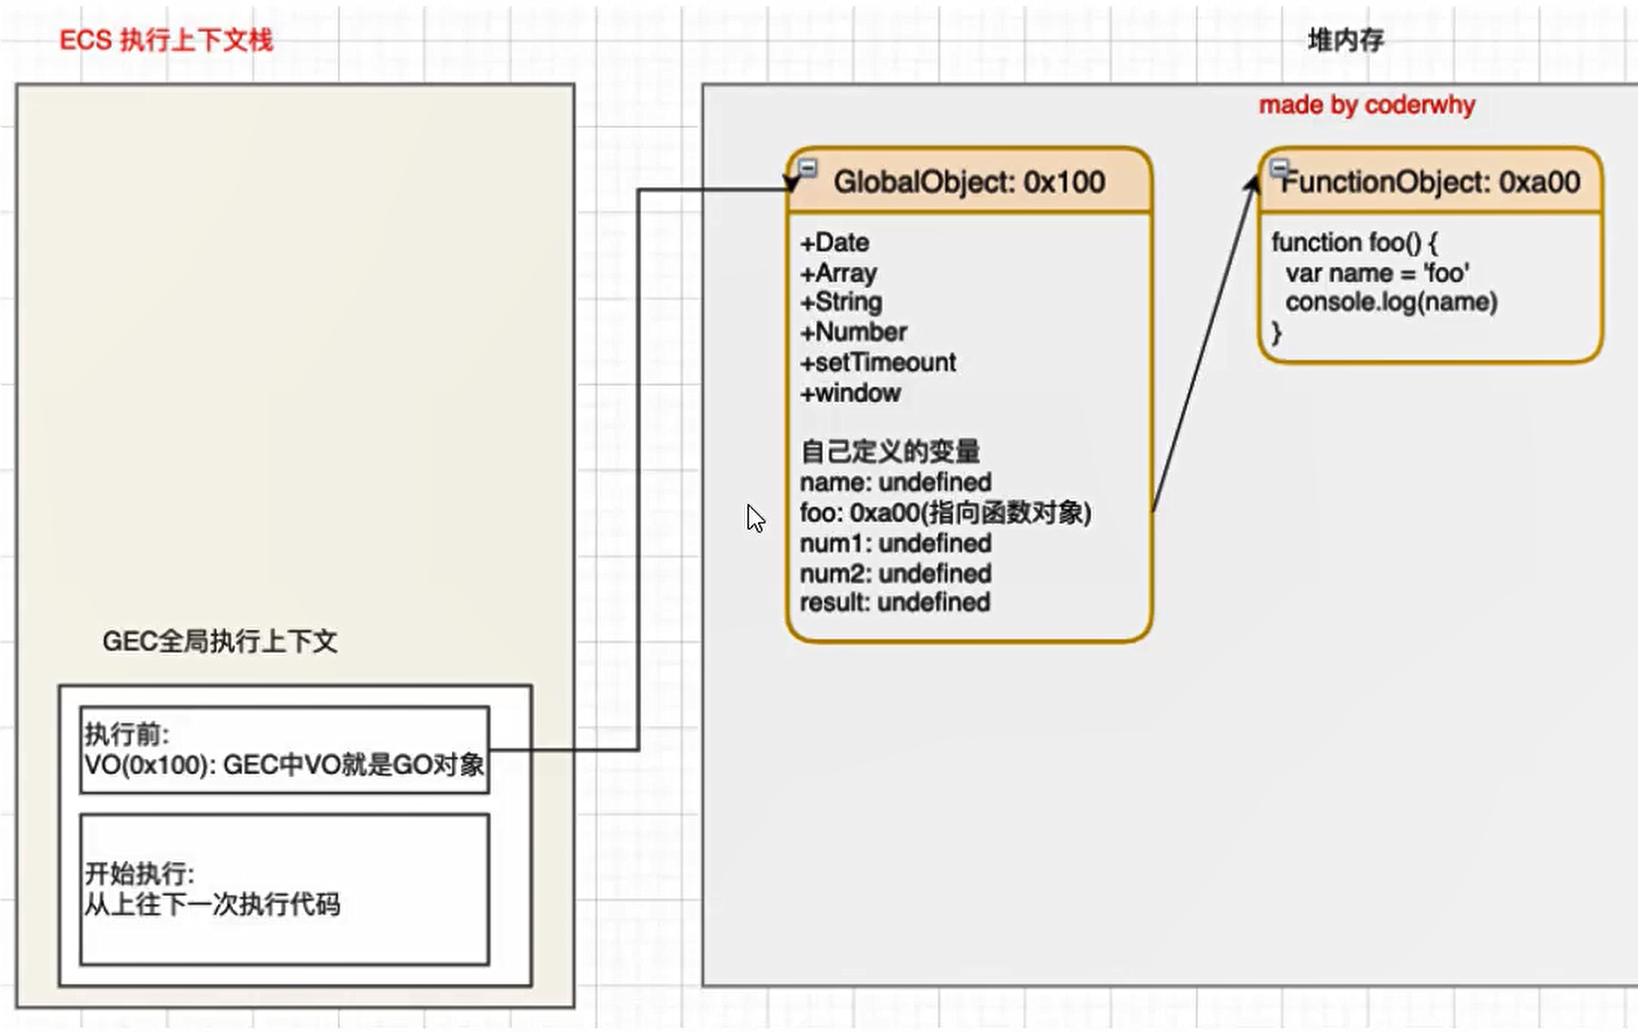 ECS 执行上下文栈
堆内存
made by coderwhy
GlobalObject: 0x100
+Date
+Array
+String
+Number
+setTimeount
+window
自己定义的变量
name: undefined
foo: 0xa00(指向函数对象)
num1: undefined
num2: undefined
result: undefined
FunctionObject: 0xa00
function foo() {
var name = 'foo'
console.log(name)
}
GEC全局执行上下文
执行前:
VO(0x100): GEC中VO就是GO对象
开始执行:
从上往下一次执行代码